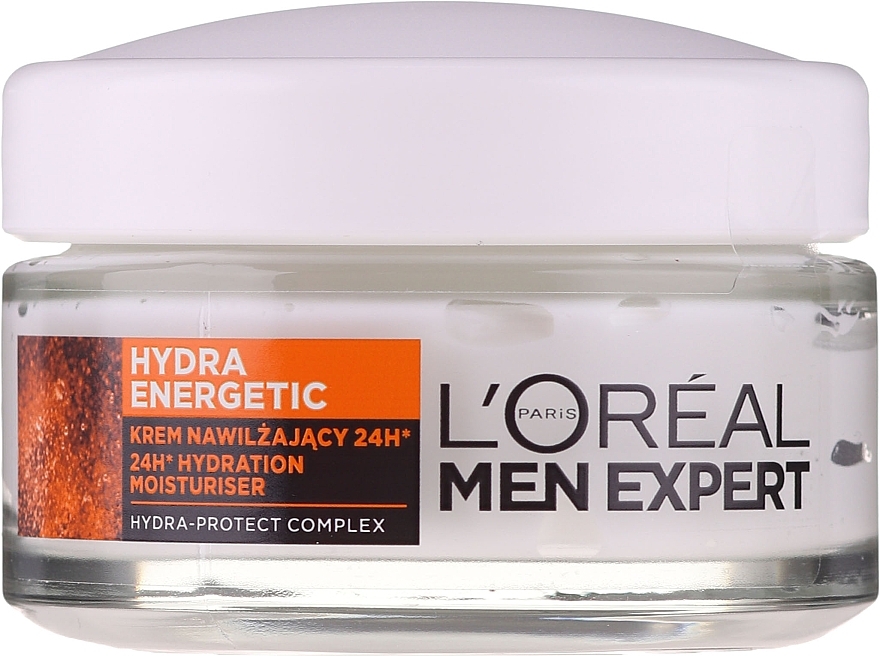 HYDRA
ENERGETIC
KREM NAWILŻAJĄCY 24H*
24H* HYDRATION
MOISTURISER
HYDRA-PROTECT COMPLEX
L'ORÉAL
PARIS
MEN EXPERT